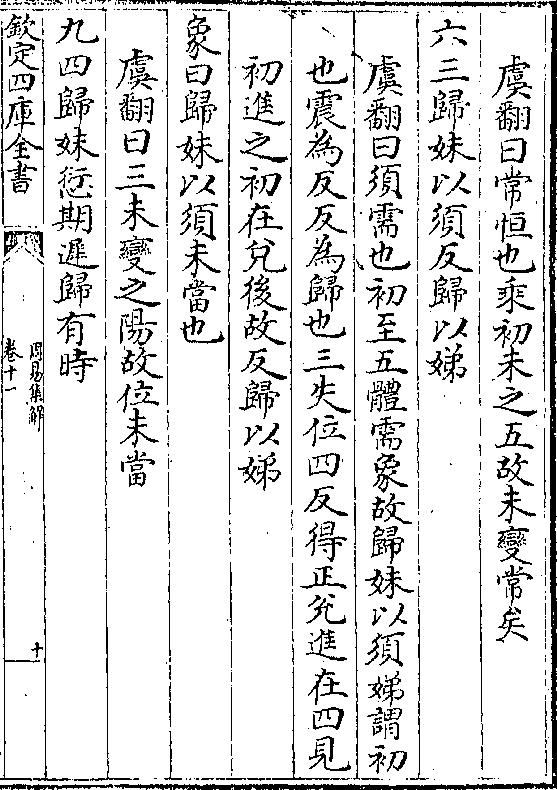 虞翻曰常恒也乘初未之五故未變常矣
六三歸妹以須反歸以娣
虞翻曰須需也初至五體需象故歸妹以須娣謂初
也震為反反為歸也三失位四反得正兊進在四見
初進之初在兊後故反歸以娣
象曰歸妹以須未當也
虞翻曰三未變之陽故位未當
九四歸妹愆期遲歸有時
欽定四庫全書
周易集解
卷十一
十